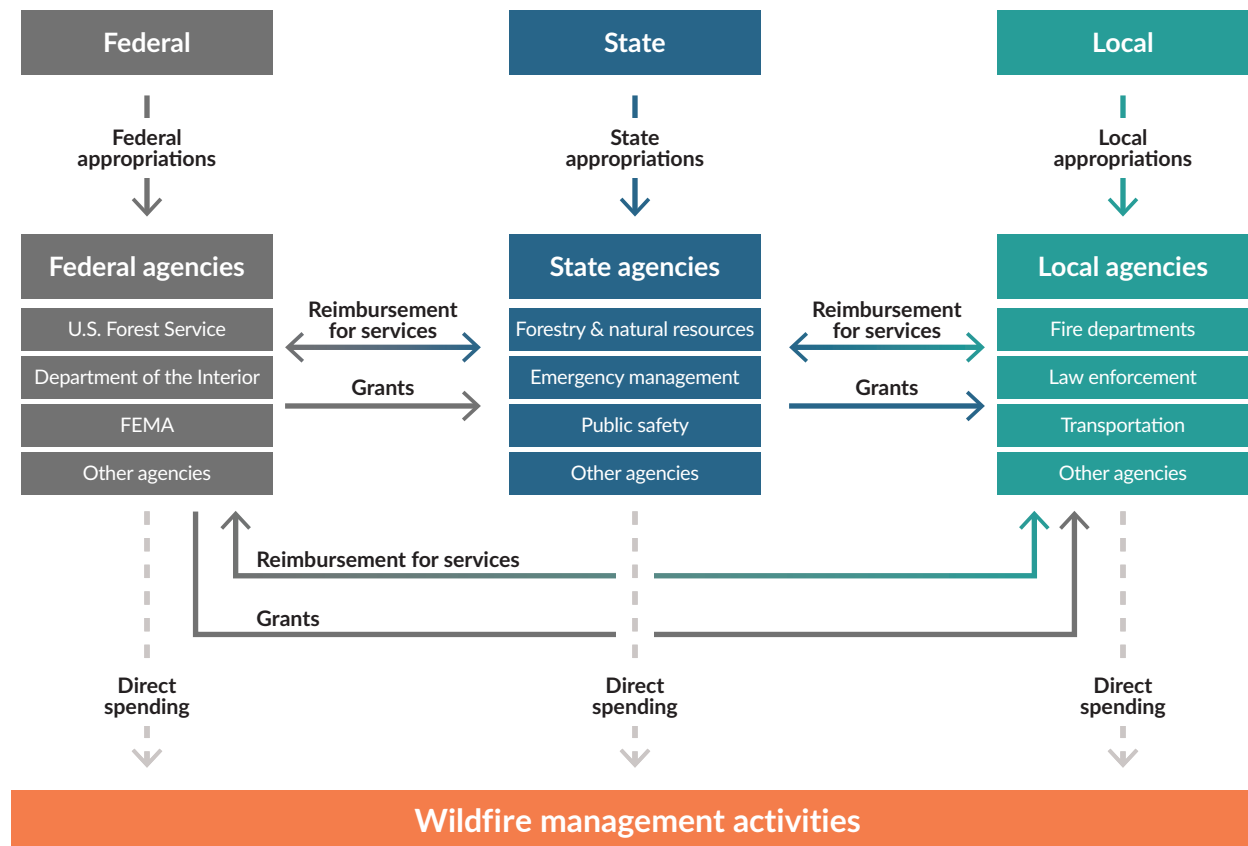 Federal
State
Local
Federal
appropriations
State
appropriations
Local
appropriations
Federal agencies
U.S. Forest Service
Department of the Interior
FEMA
Other agencies
Reimbursement
for services
Grants
State agencies
Forestry & natural resources
Emergency management
Public safety
Other agencies
Reimbursement
for services
Grants
Local agencies
Fire departments
Law enforcement
Transportation
Other agencies
Reimbursement for services
Grants
Direct
spending
Direct
spending
Direct
spending
Wildfire management activities